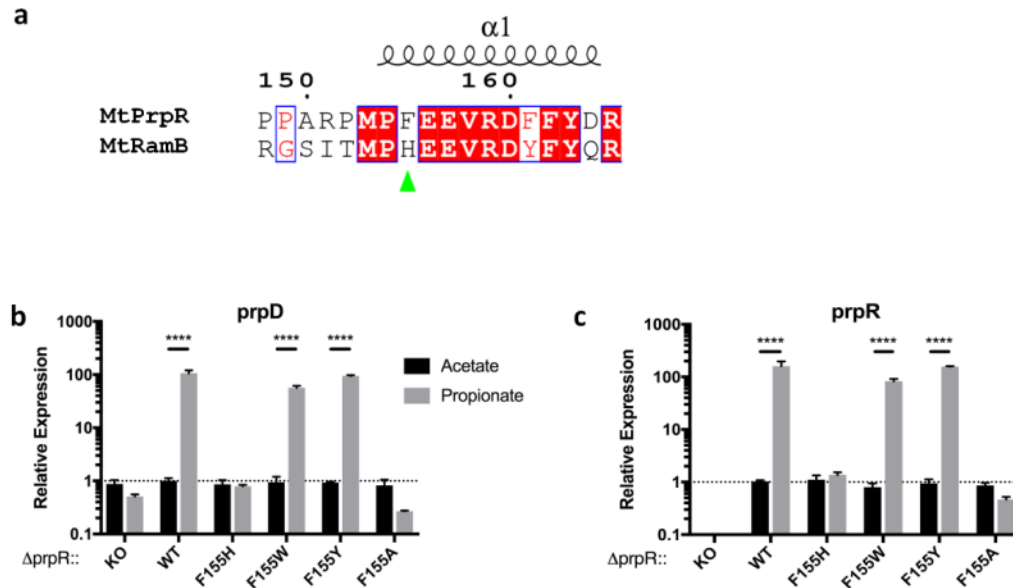 a
α1
150 160
MtPrpR PPARPMPFEEVRDFFYDR
MtRamB RGSITMPHEEVRDYFYQR
b
prpD
Relative Expression
1000
100
10
1
0.1
**** **** ****
Acetate
Propionate
ΔprpR:: KO WT F155H F155W F155Y F155A
c
prpR
Relative Expression
1000
100
10
1
0.1
**** **** ****
ΔprpR:: KO WT F155H F155W F155Y F155A